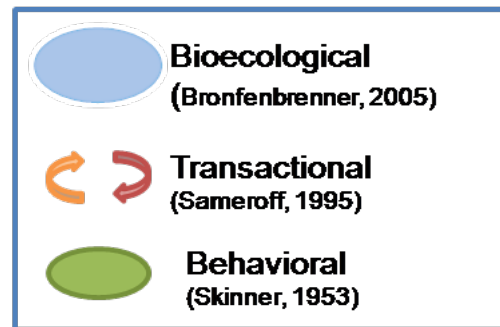 Bioecological
(Bronfenbrenner, 2005)
Transactional
(Sameroff, 1995)
Behavioral
(Skinner, 1953)